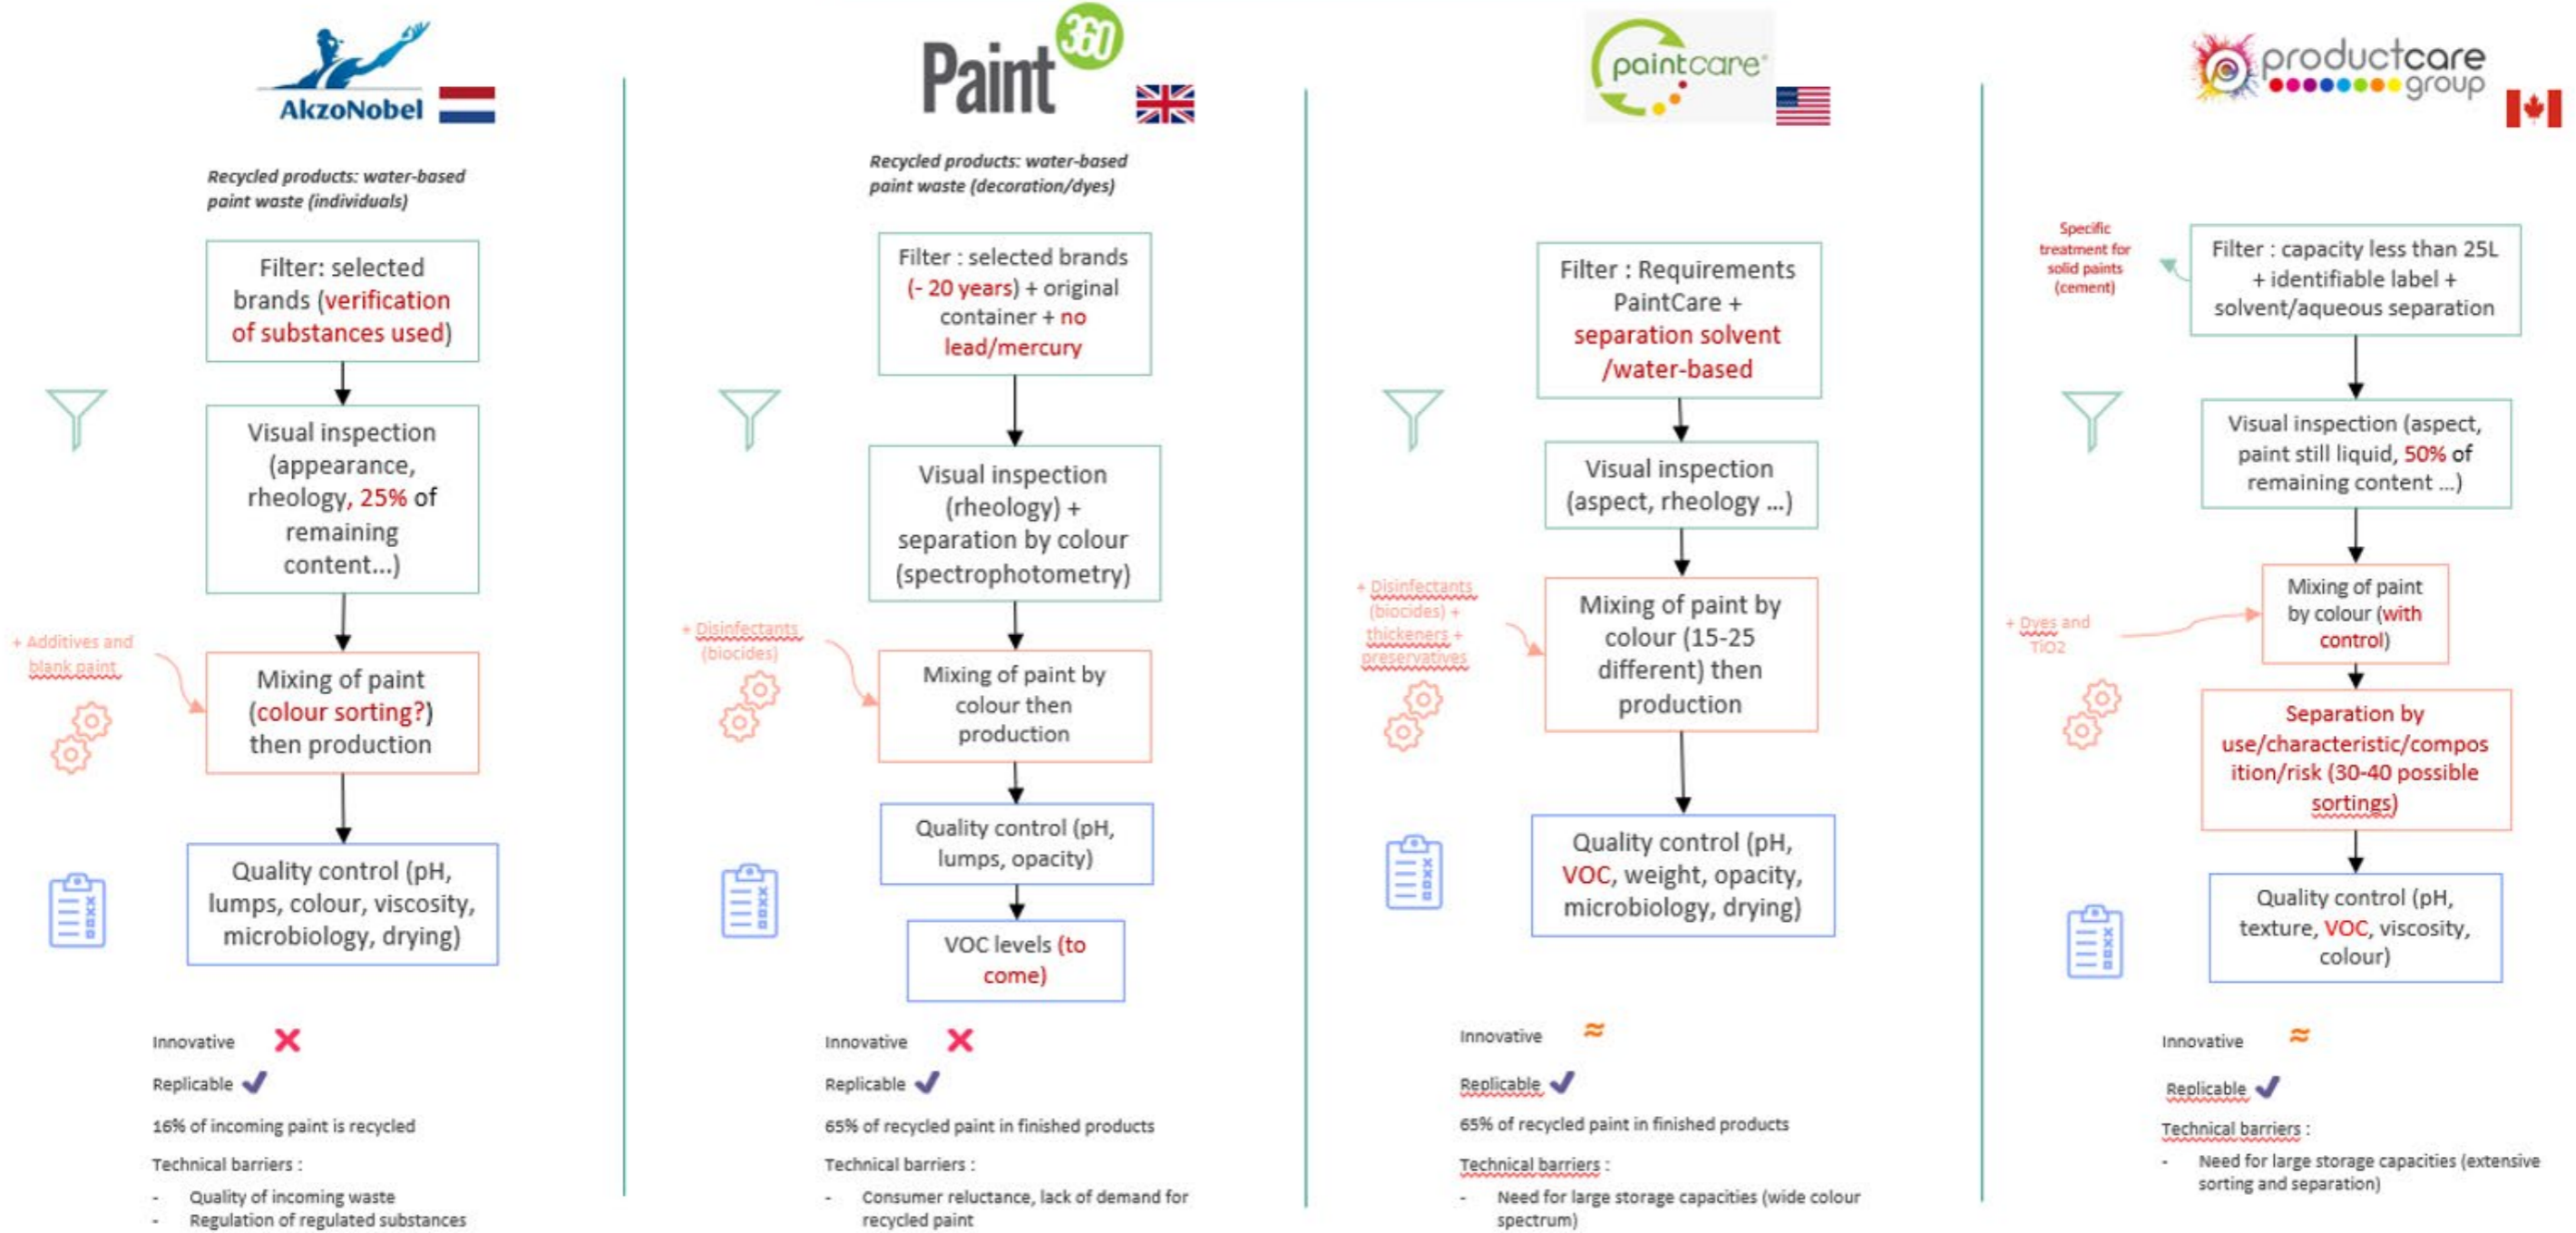 AkzoNobel
Recycled products: water-based
paint waste (individuals)
Filter: selected
brands (verification
of substances used)
Visual inspection
(appearance,
rheology, 25% of
remaining
content...)
+ Additives and
blank paint
Mixing of paint
(colour sorting?)
then production
Quality control (pH,
lumps, colour, viscosity,
microbiology, drying)
Innovative
Replicable
16% of incoming paint is recycled
Technical barriers :
- Quality of incoming waste
- Regulation of regulated substances
Paint 360
Recycled products: water-based
paint waste (decoration/dyes)
Filter : selected brands
(- 20 years) + original
container + no
lead/mercury
Visual inspection
(rheology) +
separation by colour
(spectrophotometry)
+ Disinfectants
(biocides)
Mixing of paint by
colour then
production
Quality control (pH,
lumps, opacity)
VOC levels (to
come)
Innovative
Replicable
65% of recycled paint in finished products
Technical barriers :
- Consumer reluctance, lack of demand for
recycled paint
paintcare®
Filter : Requirements
PaintCare +
separation solvent
/water-based
Visual inspection
(aspect, rheology ...)
+ Disinfectants
(biocides) +
thickeners +
preservatives
Mixing of paint by
colour (15-25
different) then
production
Quality control (pH,
VOC, weight, opacity,
microbiology, drying)
Innovative
Replicable
65% of recycled paint in finished products
Technical barriers :
- Need for large storage capacities (wide colour
spectrum)
productcare
group
Specific
treatment for
solid paints
(cement)
Filter : capacity less than 25L
+ identifiable label +
solvent/aqueous separation
Visual inspection (aspect,
paint still liquid, 50% of
remaining content ...)
+ Dyes and
TiO2
Mixing of paint
by colour (with
control)
Separation by
use/characteristic/compos
ition/risk (30-40 possible
sortings)
Quality control (pH,
texture, VOC, viscosity,
colour)
Innovative
Replicable
Technical barriers :
- Need for large storage capacities (extensive
sorting and separation)